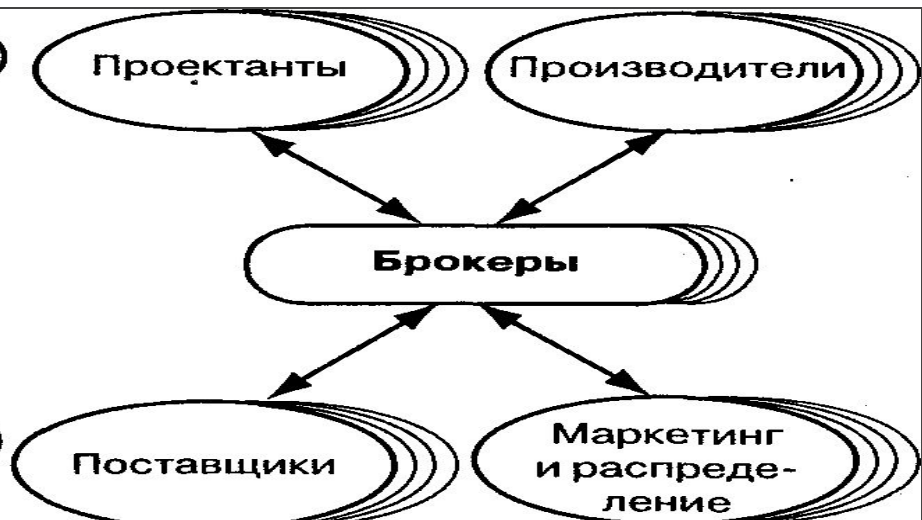 Проектанты
Производители
Брокеры
Поставщики
Маркетинг
и распреде-
ление